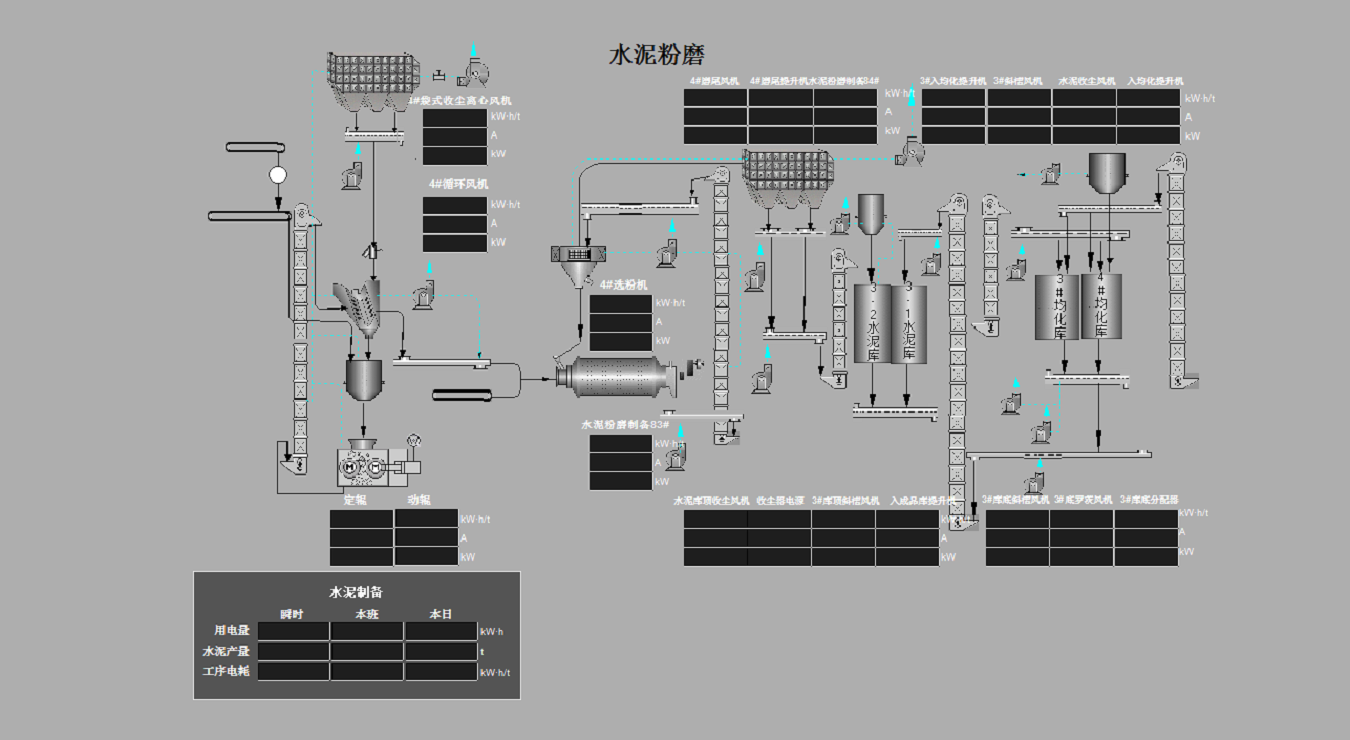 水泥粉磨
4#磨尾风机 4#磨尾提升机 水泥粉磨制备B4# 3#入均化提升机 3#斜槽风机 水泥收尘风机 入均化提升机
kW·h/t
A
kW
kW·h/t
A
kW
4#袋式收尘离心风机
kW·h/t
A
kW
4#循环风机
kW·h/t
A
kW
4#选粉机
kW·h/t
A
kW
3-2水泥库
3-1水泥库
3#均化库
4#均化库
水泥粉磨制备B3#
kW·h/t
A
kW
定辊 动辊
kW·h/t
A
kW
M
M
W
水泥库顶收尘风机 收尘器电源 3#库顶斜槽风机 入成品库提升机
kW·h/t
A
kW
3#库底斜槽风机 3#底罗茨风机 3#库底分配器
kW·h/t
A
kW
水泥制备
瞬时 本班 本日
用电量 kW·h
水泥产量 t
工序电耗 kW·h/t